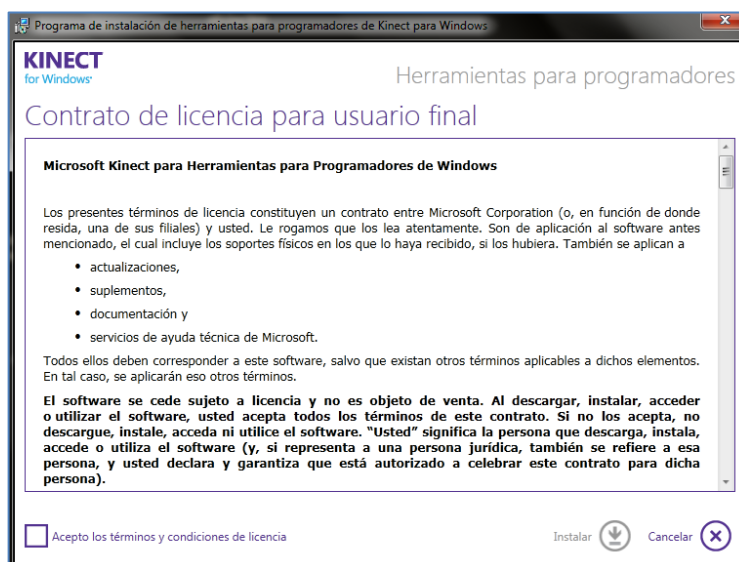 Programa de instalación de herramientas para programadores de Kinect para Windows
KINECT
for Windows
Herramientas para programadores
Contrato de licencia para usuario final
Microsoft Kinect para Herramientas para Programadores de Windows
Los presentes términos de licencia constituyen un contrato entre Microsoft Corporation (o, en función de donde
resida, una de sus filiales) y usted. Le rogamos que los lea atentamente. Son de aplicación al software antes
mencionado, el cual incluye los soportes físicos en los que lo haya recibido, si los hubiera. También se aplican a
• actualizaciones,
• suplementos,
• documentación y
• servicios de ayuda técnica de Microsoft.
Todos ellos deben corresponder a este software, salvo que existan otros términos aplicables a dichos elementos.
En tal caso, se aplicarán eso otros términos.
El software se cede sujeto a licencia y no es objeto de venta. Al descargar, instalar, acceder
o utilizar el software, usted acepta todos los términos de este contrato. Si no los acepta, no
descargue, instale, acceda ni utilice el software. “Usted” significa la persona que descarga, instala,
accede o utiliza el software (y, si representa a una persona jurídica, también se refiere a esa
persona, y usted declara y garantiza que está autorizado a celebrar este contrato para dicha
persona).
Acepto los términos y condiciones de licencia
Instalar
Cancelar